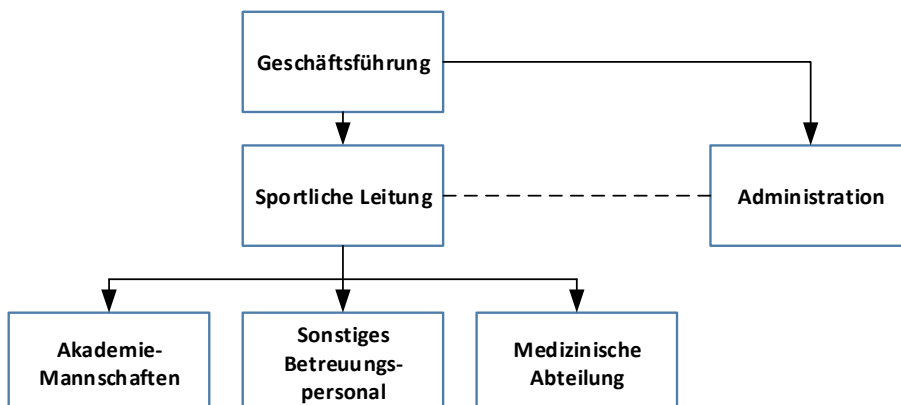 Geschäftsführung
Sportliche Leitung
Administration
Akademie-
Mannschaften
Sonstiges
Betreuungs-
personal
Medizinische
Abteilung